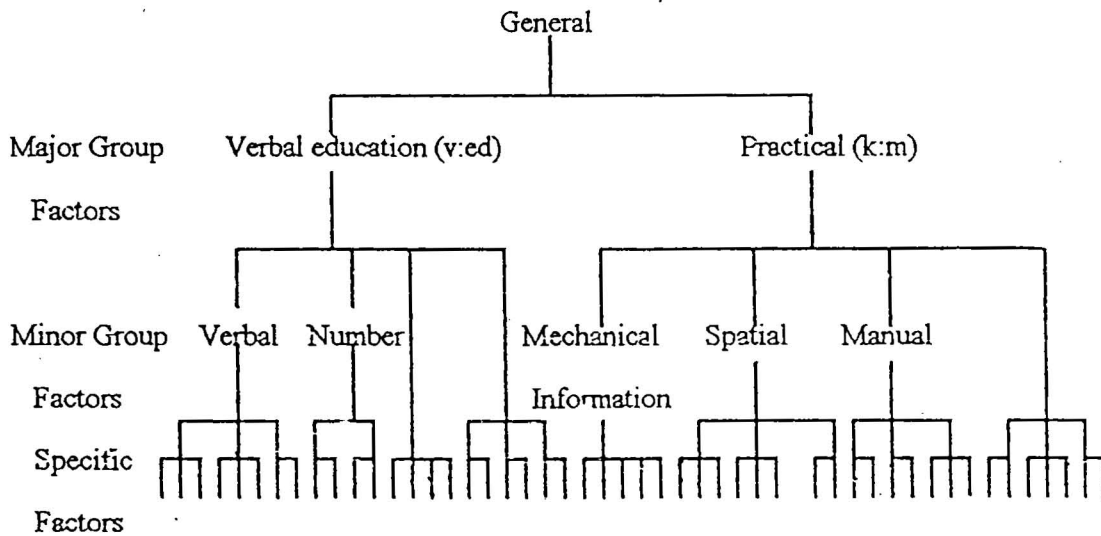 General
Major Group Verbal education (v:ed) Practical (k:m)
Factors
Minor Group Verbal Number Mechanical Spatial Manual
Factors Information
Specific
Factors